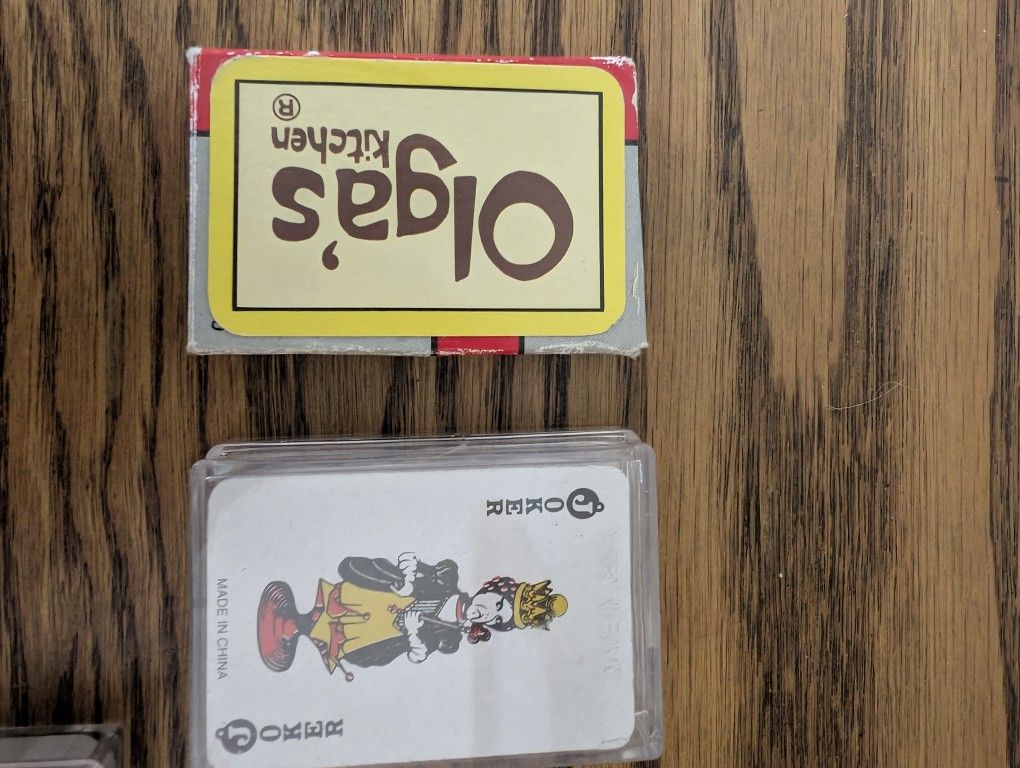 Olga's
kitchen
®
JOKER
MADE IN CHINA
JOKER